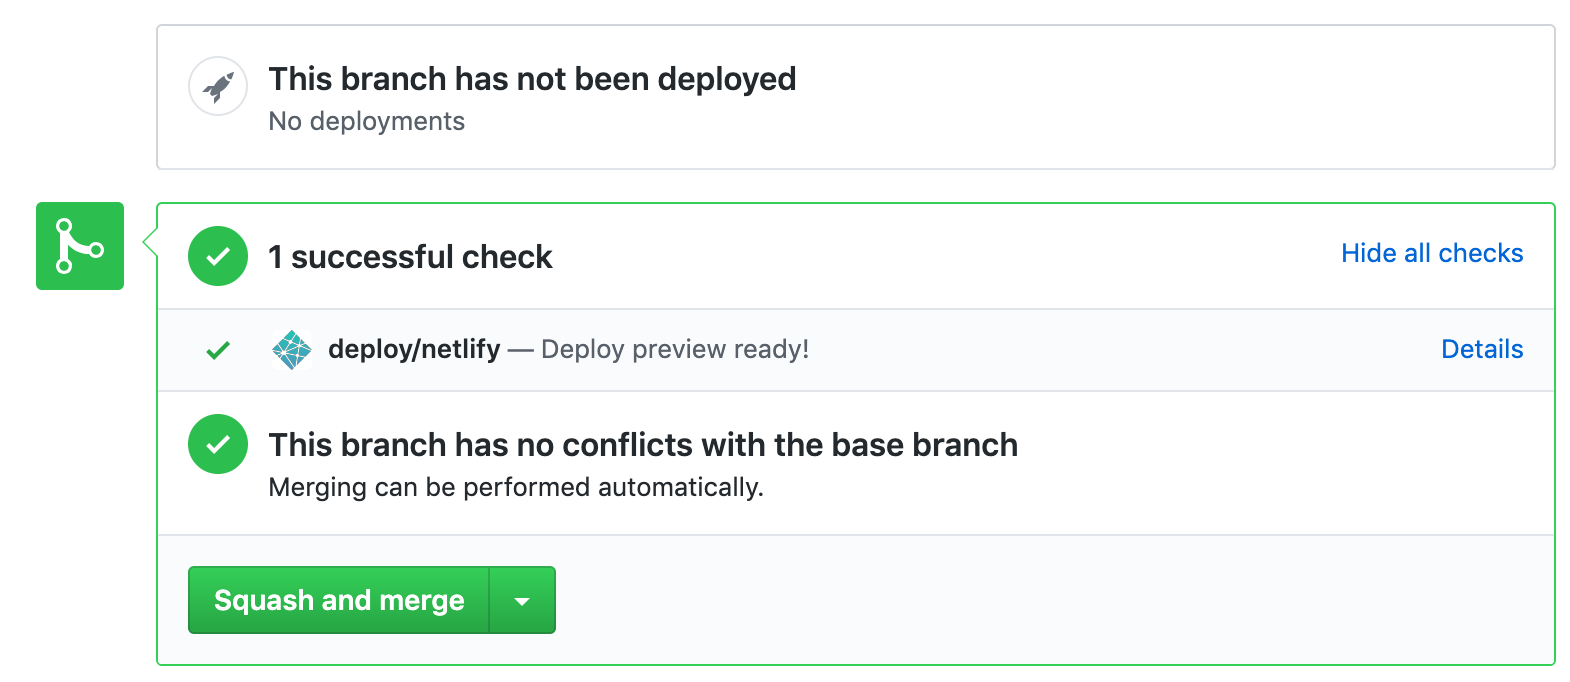 This branch has not been deployed
No deployments
1 successful check
Hide all checks
deploy/netlify — Deploy preview ready!
Details
This branch has no conflicts with the base branch
Merging can be performed automatically.
Squash and merge